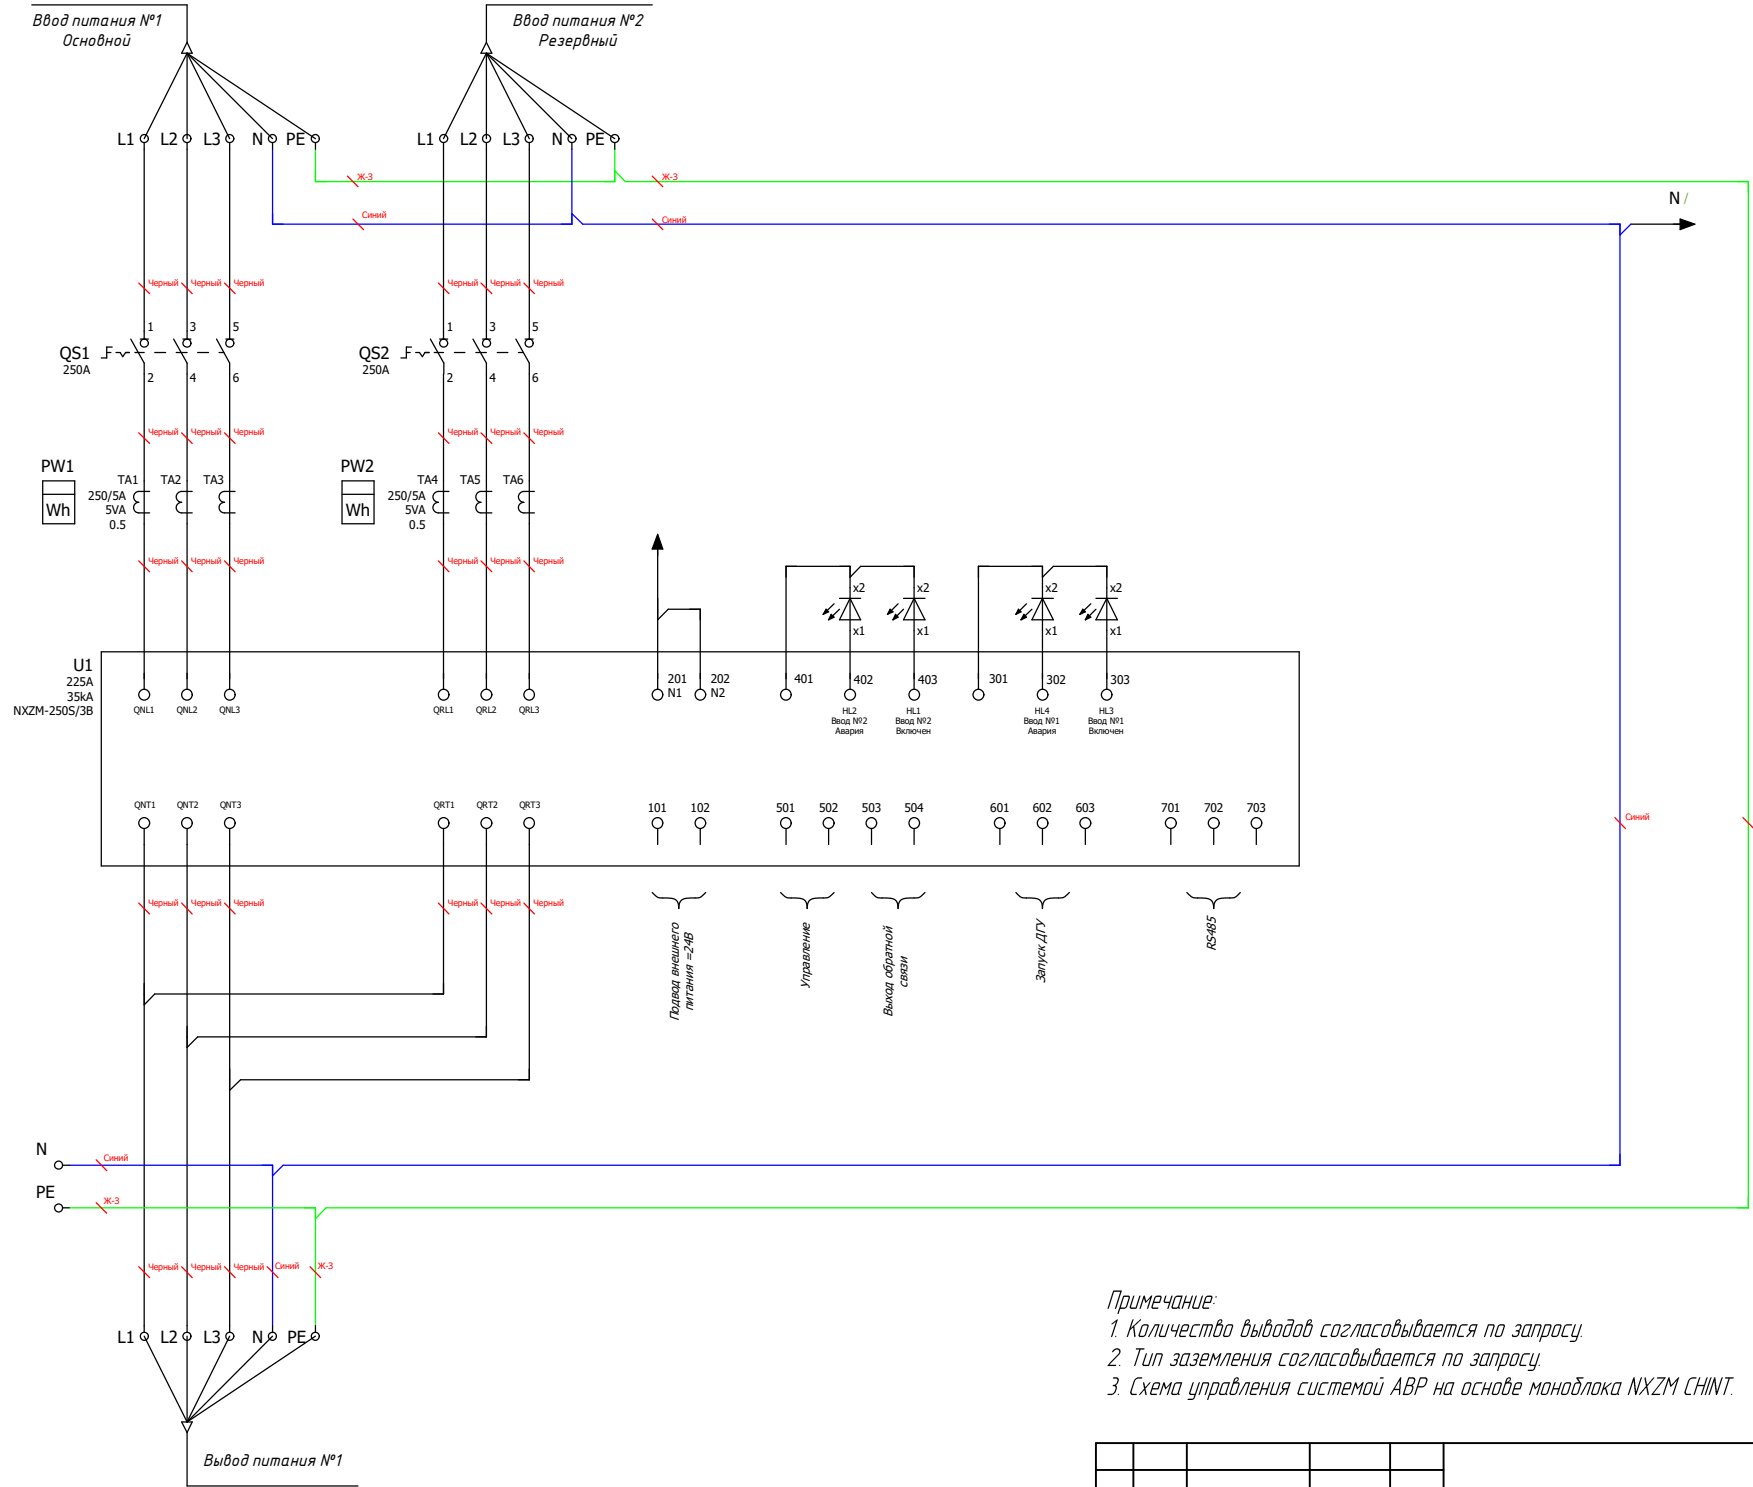 Ввод питания №1
Основной
Ввод питания №2
Резервный
L1 L2 L3 N PE
L1 L2 L3 N PE
Ж-З Ж-З
N /
Синий Синий
Черный Черный Черный Черный Черный Черный
1 3 5 1 3 5
QS1
250A
QS2
250A
2 4 6 2 4 6
Черный Черный Черный Черный Черный Черный
PW1
Wh
TA1 TA2 TA3
250/5A
5VA
0.5
PW2
Wh
TA4 TA5 TA6
250/5A
5VA
0.5
Черный Черный Черный Черный Черный Черный
x2 x2 x2 x2
x1 x1 x1 x1
U1
225A
35kA
NXZM-250S/3B
QNL1 QNL2 QNL3
QRL1 QRL2 QRL3
201
N1
202
N2
401 402 403
301 302 303
HL2
Ввод №2
Авария
HL1
Ввод №2
Включен
HL4
Ввод №1
Авария
HL3
Ввод №1
Включен
QNT1 QNT2 QNT3
QRT1 QRT2 QRT3
101 102
501 502 503 504
601 602 603
701 702 703
Синий
Черный Черный Черный Черный Черный Черный
Подвод внешнего
питания =24В
Управление
Выход обратной
связи
Запуск ДГУ
RS485
N
Синий
PE
Ж-З
Черный Черный Черный Синий Ж-З
L1 L2 L3 N PE
Вывод питания №1
Примечание:
1. Количество выводов согласовывается по запросу.
2. Тип заземления согласовывается по запросу.
3. Схема управления системой АВР на основе моноблока NXZM CHINT.